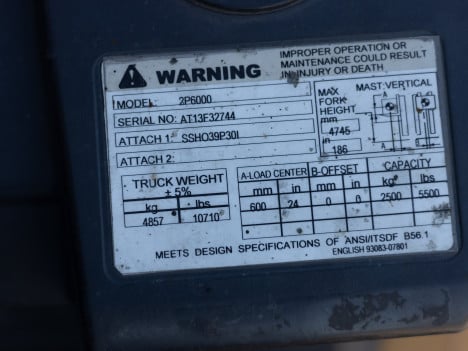 WARNING
IMPROPER OPERATION OR
MAINTENANCE COULD RESULT
IN INJURY OR DEATH
MODEL: 2P6000
SERIAL NO: AT13F32744
ATTACH 1: SSHO39P30I
ATTACH 2:
MAX
FORK
HEIGHT
mm
4745
in
186
MAST:VERTICAL
A
TRUCK WEIGHT
± 5%
kg lbs
4857 10710
A-LOAD CENTER B-OFFSET CAPACITY
mm in mm in kg lbs
600 24 0 0 2500 5500
MEETS DESIGN SPECIFICATIONS OF ANSI/ITSDF B56.1
ENGLISH 93083-07801